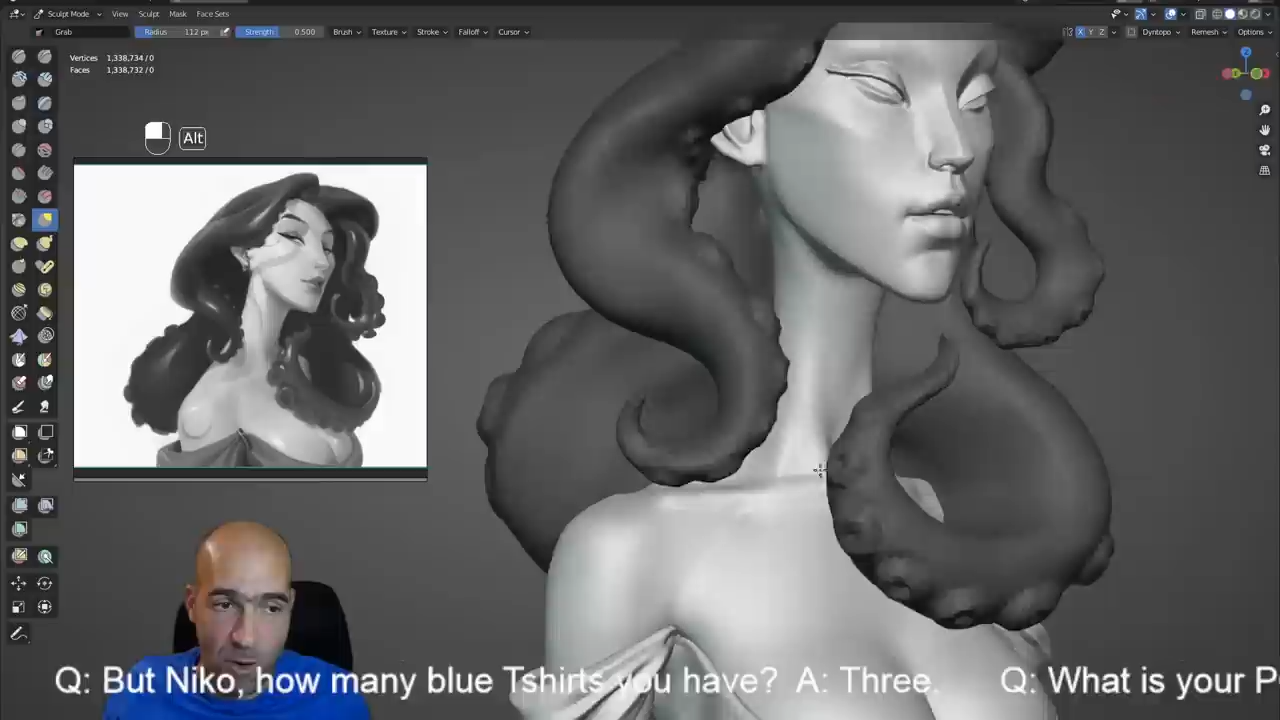 Sculpt Mode View Sculpt Mask Face Sets
Grab Radius 112 px Strength 0.500 Brush Texture Stroke Falloff Cursor X Y Z Dyntopo Remesh Options
Vertices 1,338,734 / 0
Faces 1,338,732 / 0
Z
Alt
Q: But Niko, how many blue Tshirts you have? A: Three. Q: What is your P